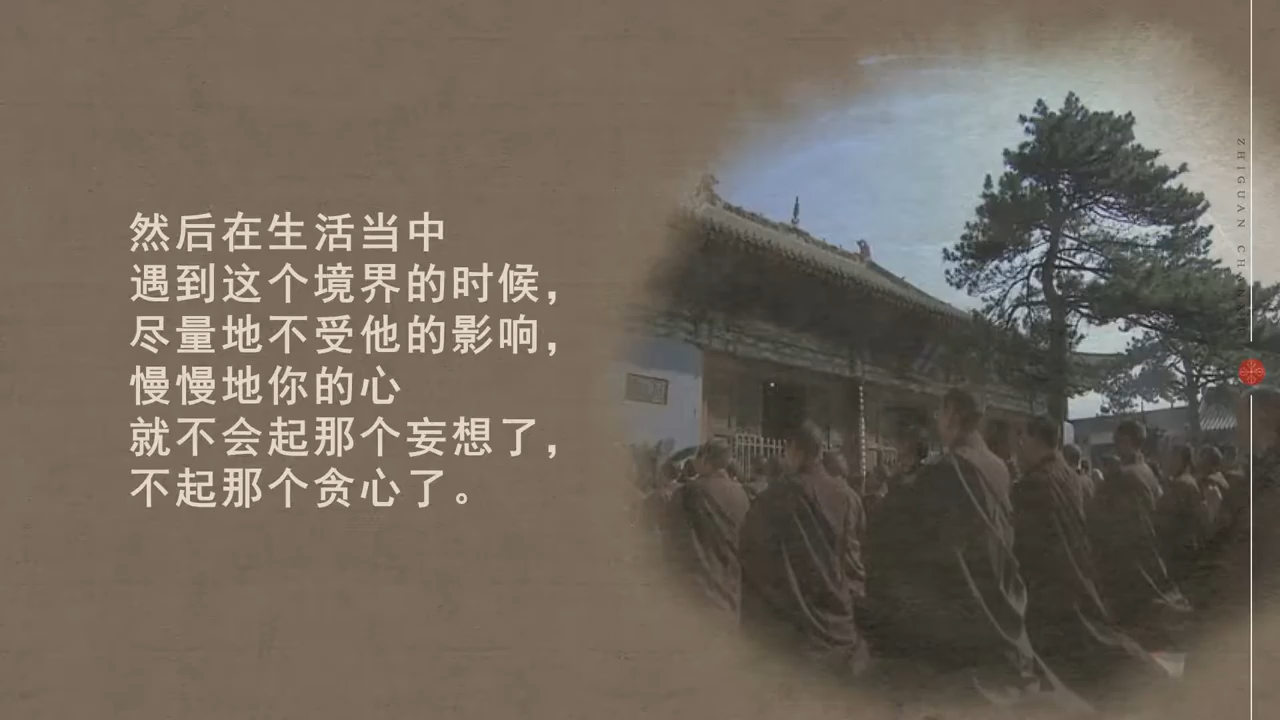 然后在生活当中
遇到这个境界的时候，
尽量地不受他的影响，
慢慢地你的心
就不会起那个妄想了，
不起那个贪心了。
ZHIGUAN